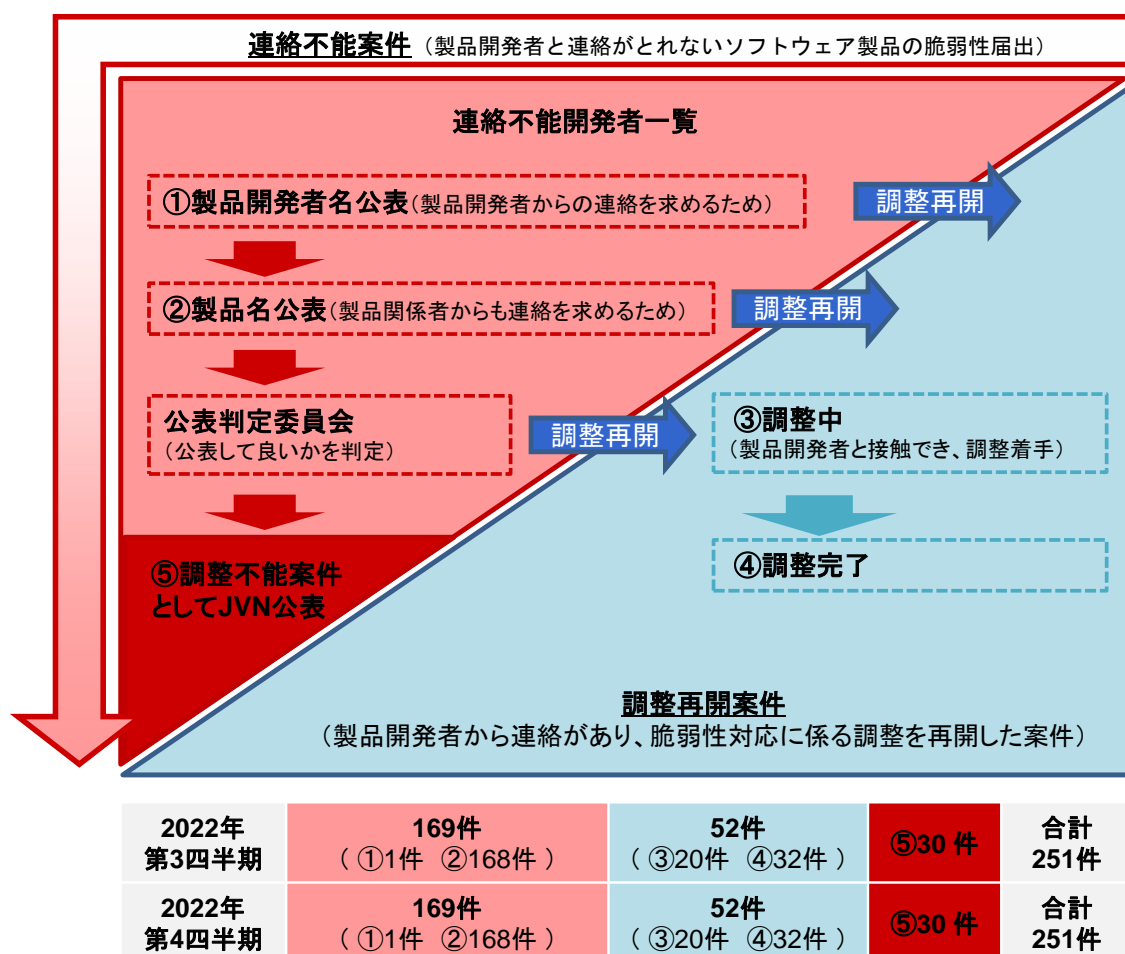 連絡不能案件（製品開発者と連絡がとれないソフトウェア製品の脆弱性届出）
連絡不能開発者一覧
①製品開発者名公表（製品開発者からの連絡を求めるため）
調整再開
②製品名公表（製品関係者からも連絡を求めるため）
調整再開
公表判定委員会
（公表して良いかを判定）
調整再開
③調整中
（製品開発者と接触でき、調整着手）
④調整完了
⑤調整不能案件
としてJVN公表
調整再開案件
（製品開発者から連絡があり、脆弱性対応に係る調整を再開した案件）
2022年
第3四半期
169件
（ ①1件 ②168件 ）
52件
（ ③20件 ④32件 ）
⑤30 件
合計
251件
2022年
第4四半期
169件
（ ①1件 ②168件 ）
52件
（ ③20件 ④32件 ）
⑤30 件
合計
251件